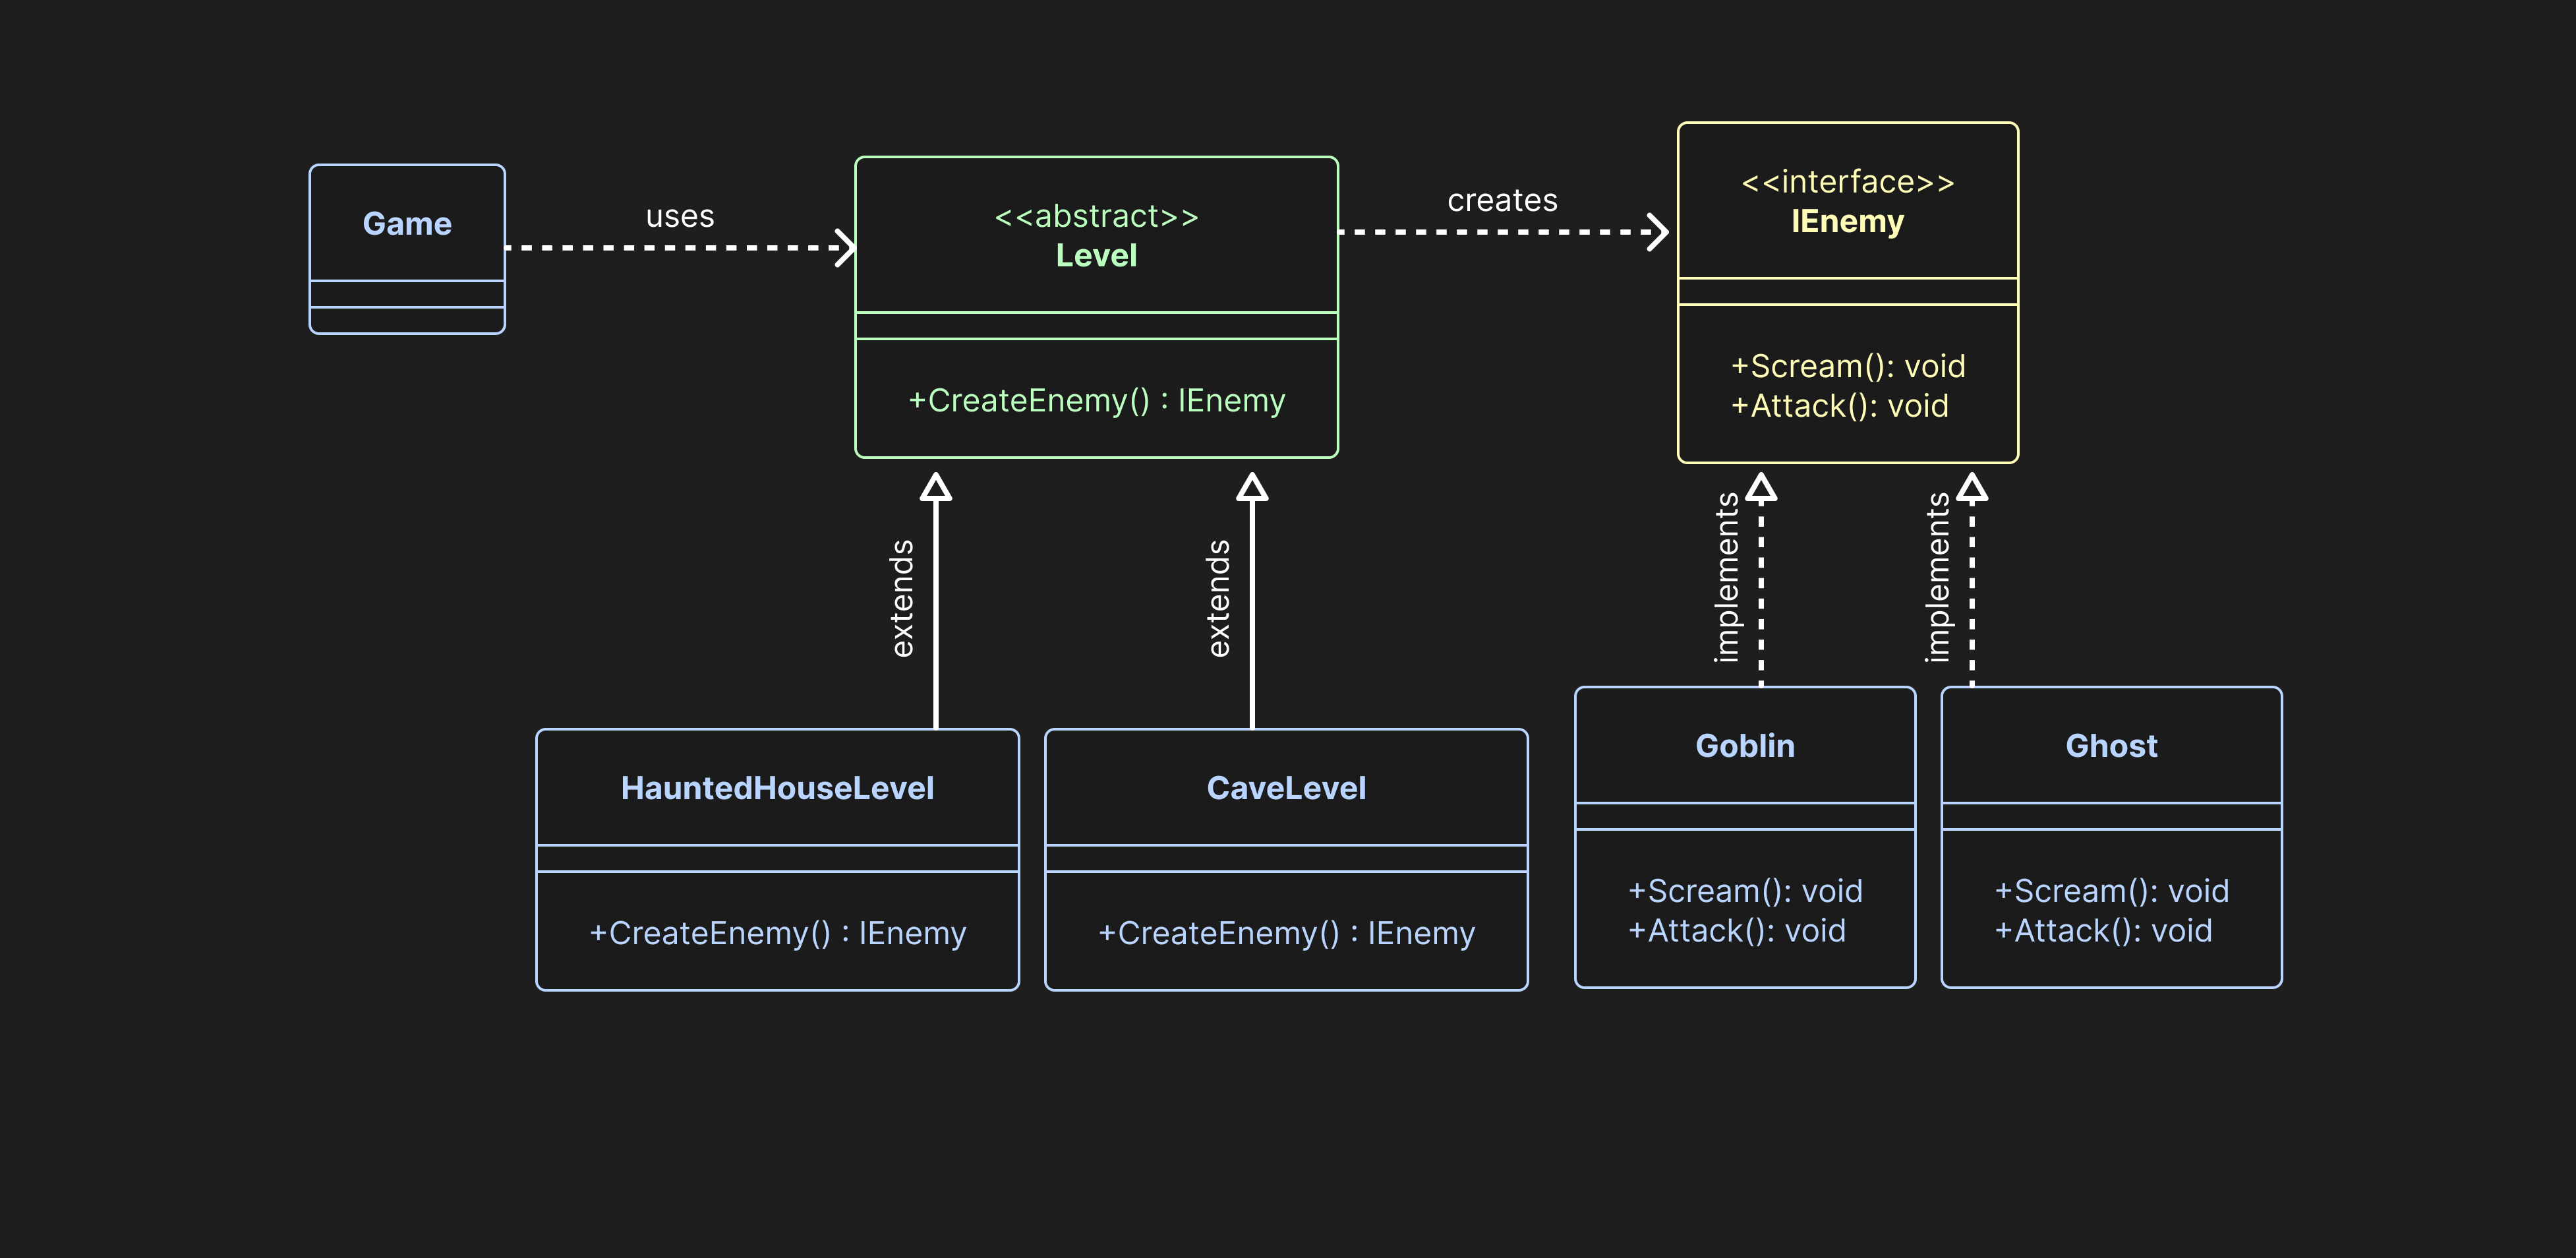 Game
uses
<<abstract>>
Level
+CreateEnemy() : IEnemy
creates
<<interface>>
IEnemy
+Scream(): void
+Attack(): void
extends
extends
implements
implements
HauntedHouseLevel
+CreateEnemy() : IEnemy
CaveLevel
+CreateEnemy() : IEnemy
Goblin
+Scream(): void
+Attack(): void
Ghost
+Scream(): void
+Attack(): void